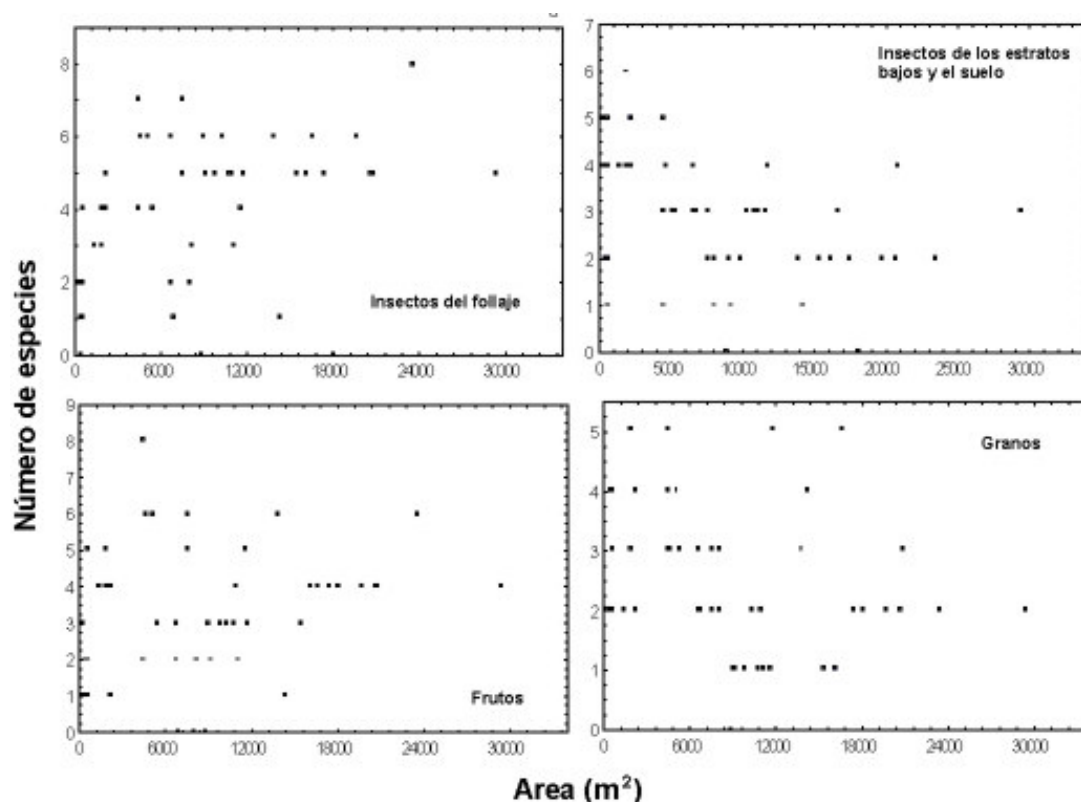 8
6
4
2
0
Insectos del follaje
0 6000 12000 18000 24000 30000
7
6
5
4
3
2
1
0
Insectos de los estratos
bajos y el suelo
0 5000 10000 15000 20000 25000 30000
Número de especies
9
8
7
6
5
4
3
2
1
0
Frutos
0 6000 12000 18000 24000 30000
5
4
3
2
1
0
Granos
0 6000 12000 18000 24000 30000
Area (m²)